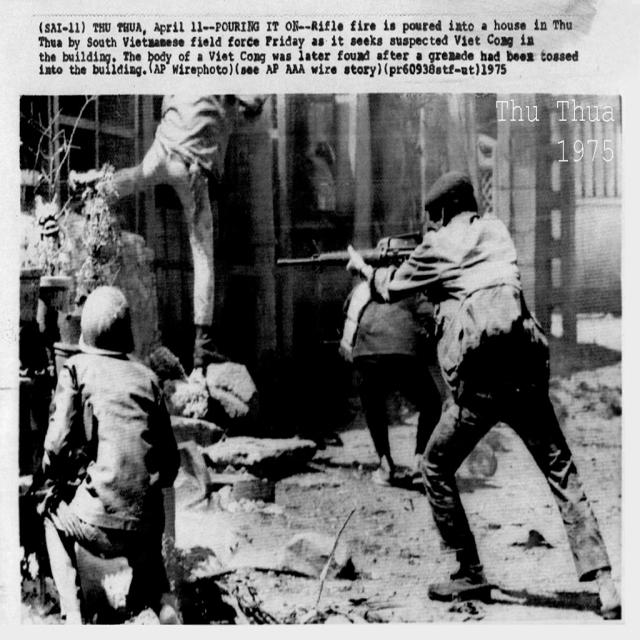 (SAI-11) THU THUA, April 11--POURING IT ON--Rifle fire is poured into a house in Thu
Thua by South Vietnamese field force Friday as it seeks suspected Viet Cong in
the building. The body of a Viet Cong was later found after a grenade had been tossed
into the building.(AP Wirephoto)(see AP AAA wire story)(pr60938stf-ut)1975
Thu Thua
1975